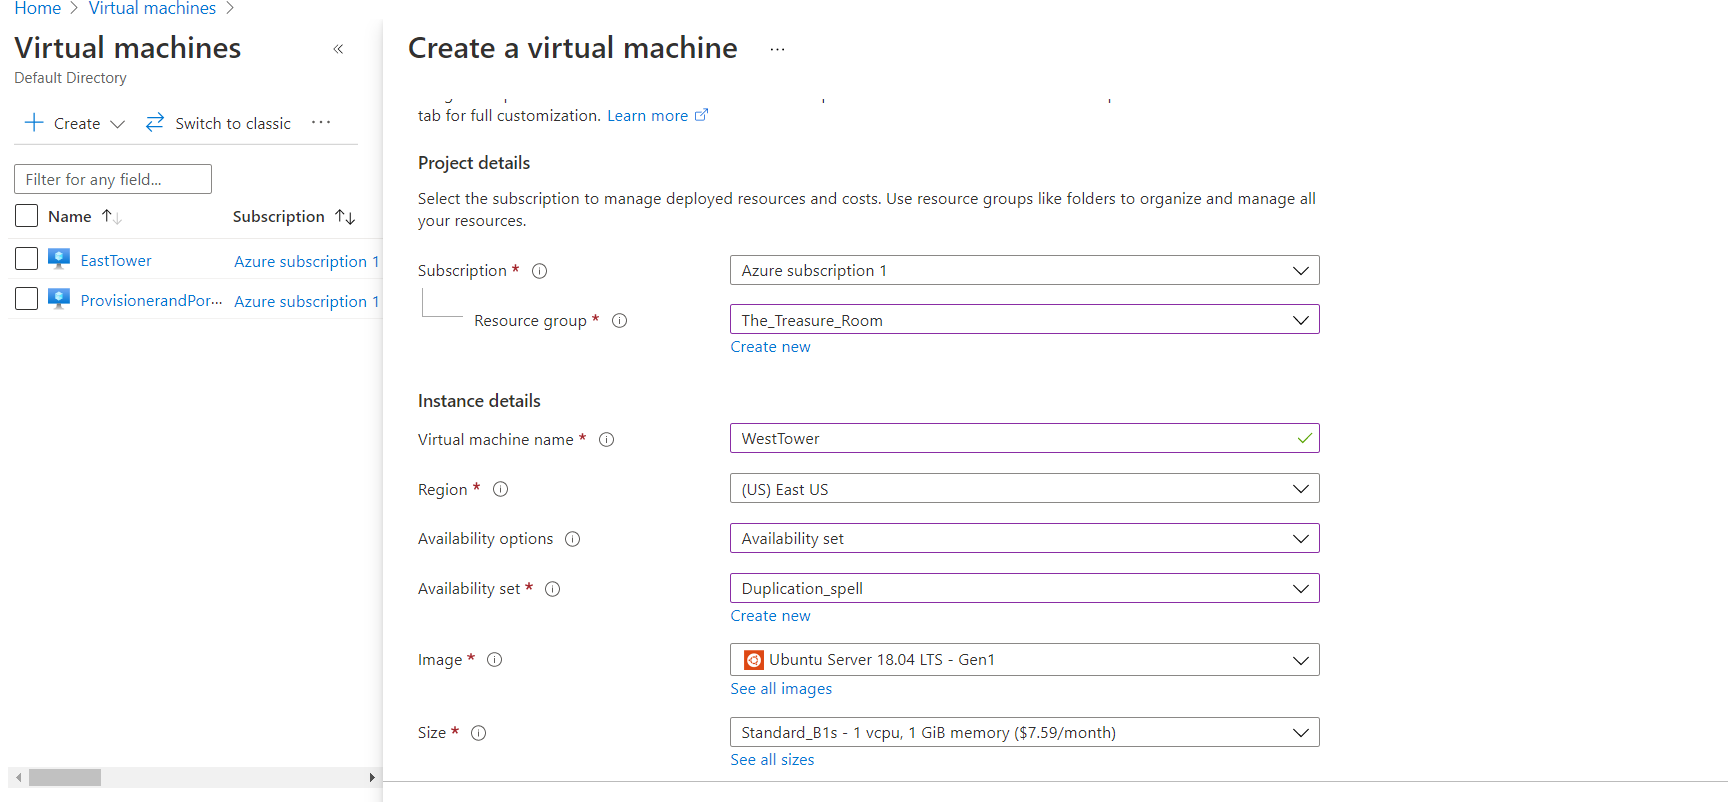 Home > Virtual machines >
Virtual machines «
Default Directory
+ Create Switch to classic ...
Filter for any field...
Name ↑↓ Subscription ↑↓
EastTower Azure subscription 1
ProvisionerandPor... Azure subscription 1
Create a virtual machine ...
tab for full customization. Learn more
Project details
Select the subscription to manage deployed resources and costs. Use resource groups like folders to organize and manage all
your resources.
Subscription * Azure subscription 1
Resource group * The_Treasure_Room
Create new
Instance details
Virtual machine name * WestTower
Region * (US) East US
Availability options Availability set
Availability set * Duplication_spell
Create new
Image * Ubuntu Server 18.04 LTS - Gen1
See all images
Size * Standard_B1s - 1 vcpu, 1 GiB memory ($7.59/month)
See all sizes